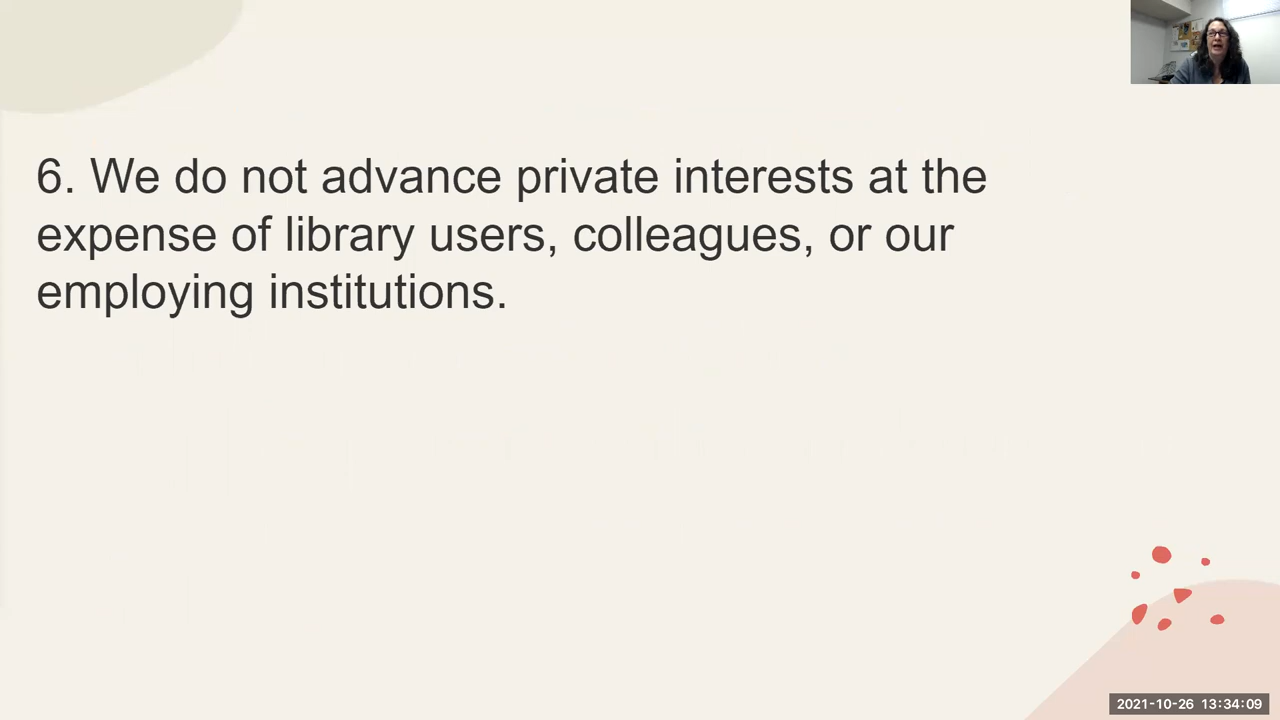 6. We do not advance private interests at the
expense of library users, colleagues, or our
employing institutions.
2021-10-26 13:34:09